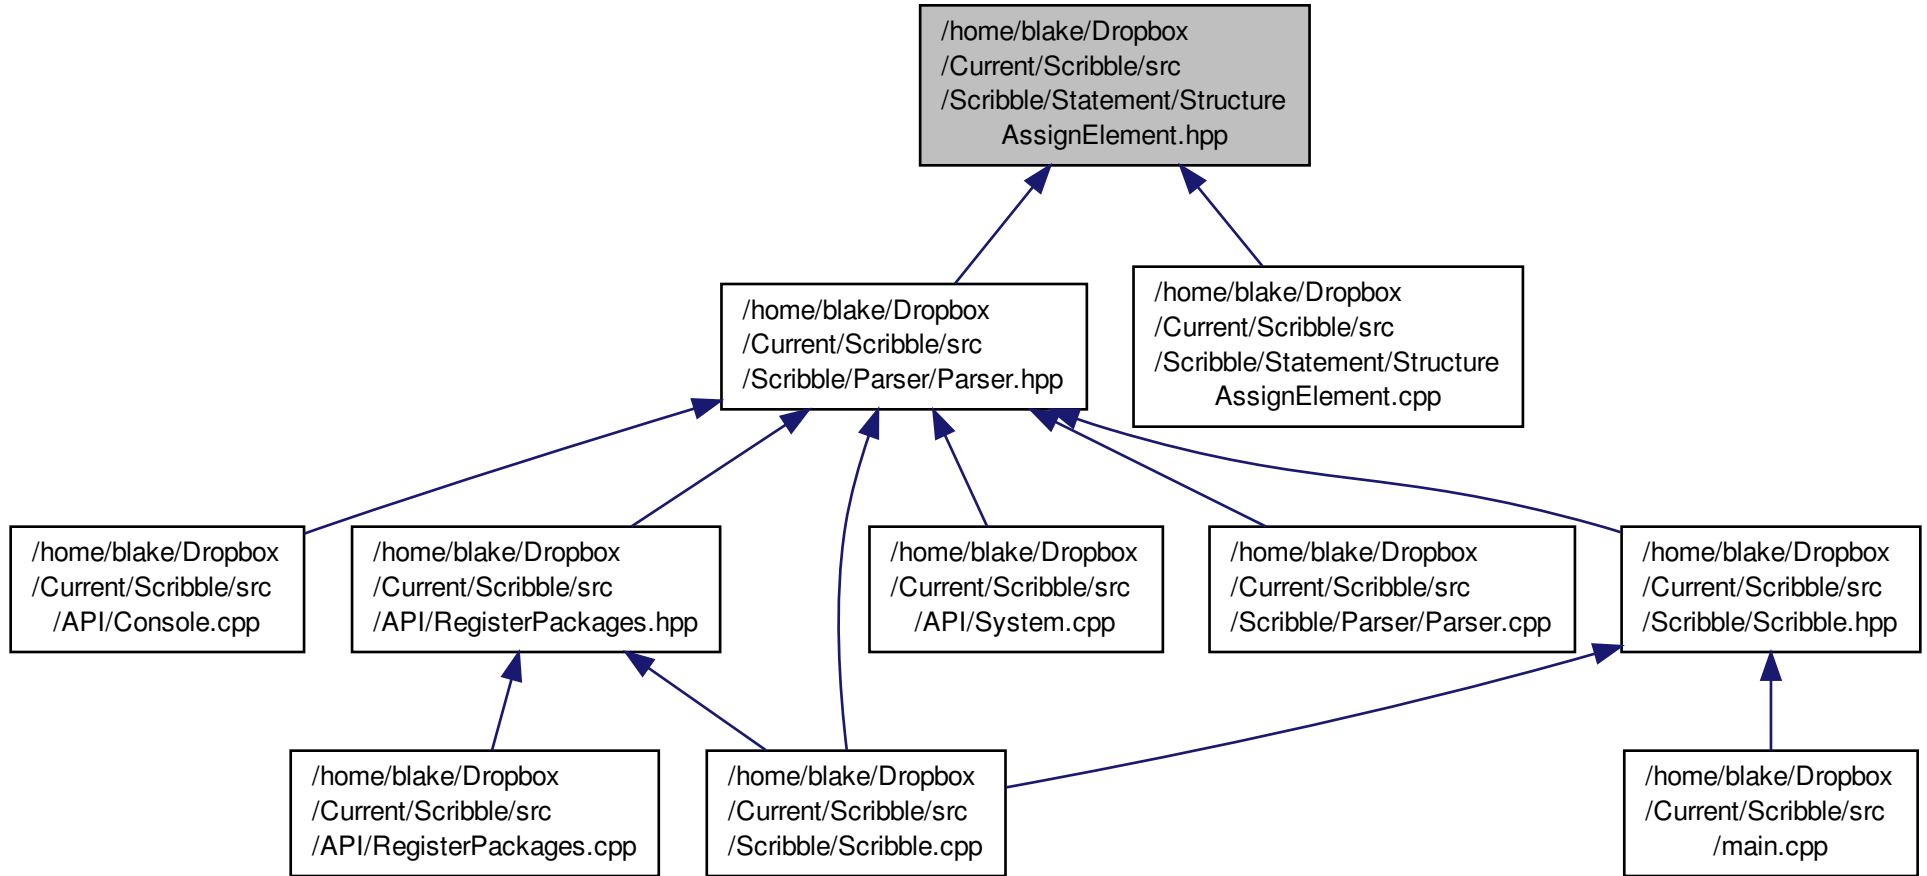 /home/blake/Dropbox
/Current/Scribble/src
/Scribble/Statement/Structure
AssignElement.hpp
/home/blake/Dropbox
/Current/Scribble/src
/Scribble/Parser/Parser.hpp
/home/blake/Dropbox
/Current/Scribble/src
/Scribble/Statement/Structure
AssignElement.cpp
/home/blake/Dropbox
/Current/Scribble/src
/API/Console.cpp
/home/blake/Dropbox
/Current/Scribble/src
/API/RegisterPackages.hpp
/home/blake/Dropbox
/Current/Scribble/src
/API/System.cpp
/home/blake/Dropbox
/Current/Scribble/src
/Scribble/Parser/Parser.cpp
/home/blake/Dropbox
/Current/Scribble/src
/Scribble/Scribble.hpp
/home/blake/Dropbox
/Current/Scribble/src
/API/RegisterPackages.cpp
/home/blake/Dropbox
/Current/Scribble/src
/Scribble/Scribble.cpp
/home/blake/Dropbox
/Current/Scribble/src
/main.cpp